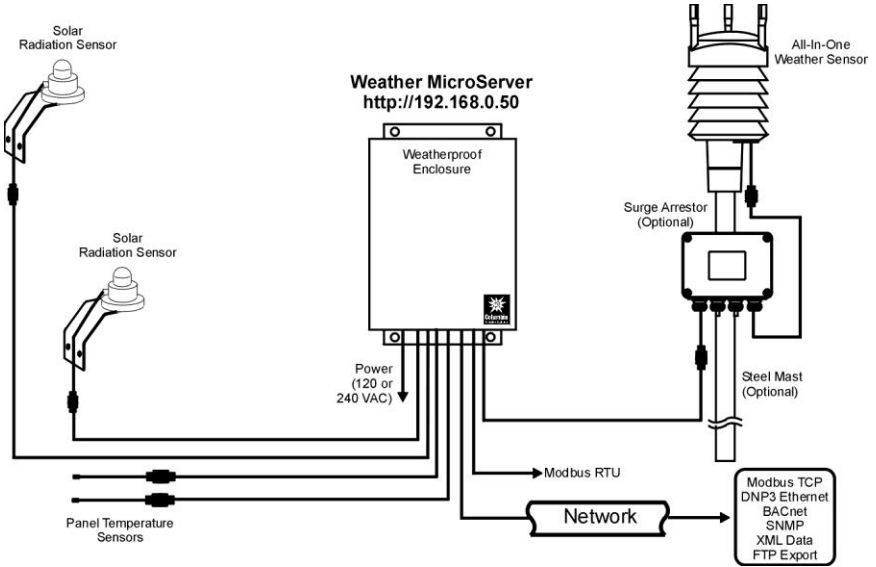 Solar
Radiation Sensor
All-In-One
Weather Sensor
Weather MicroServer
http://192.168.0.50
Weatherproof
Enclosure
Surge Arrestor
(Optional)
Solar
Radiation Sensor
Columbia
Power
(120 or
240 VAC)
Steel Mast
(Optional)
Modbus RTU
Panel Temperature
Sensors
Network
Modbus TCP
DNP3 Ethernet
BACnet
SNMP
XML Data
FTP Export